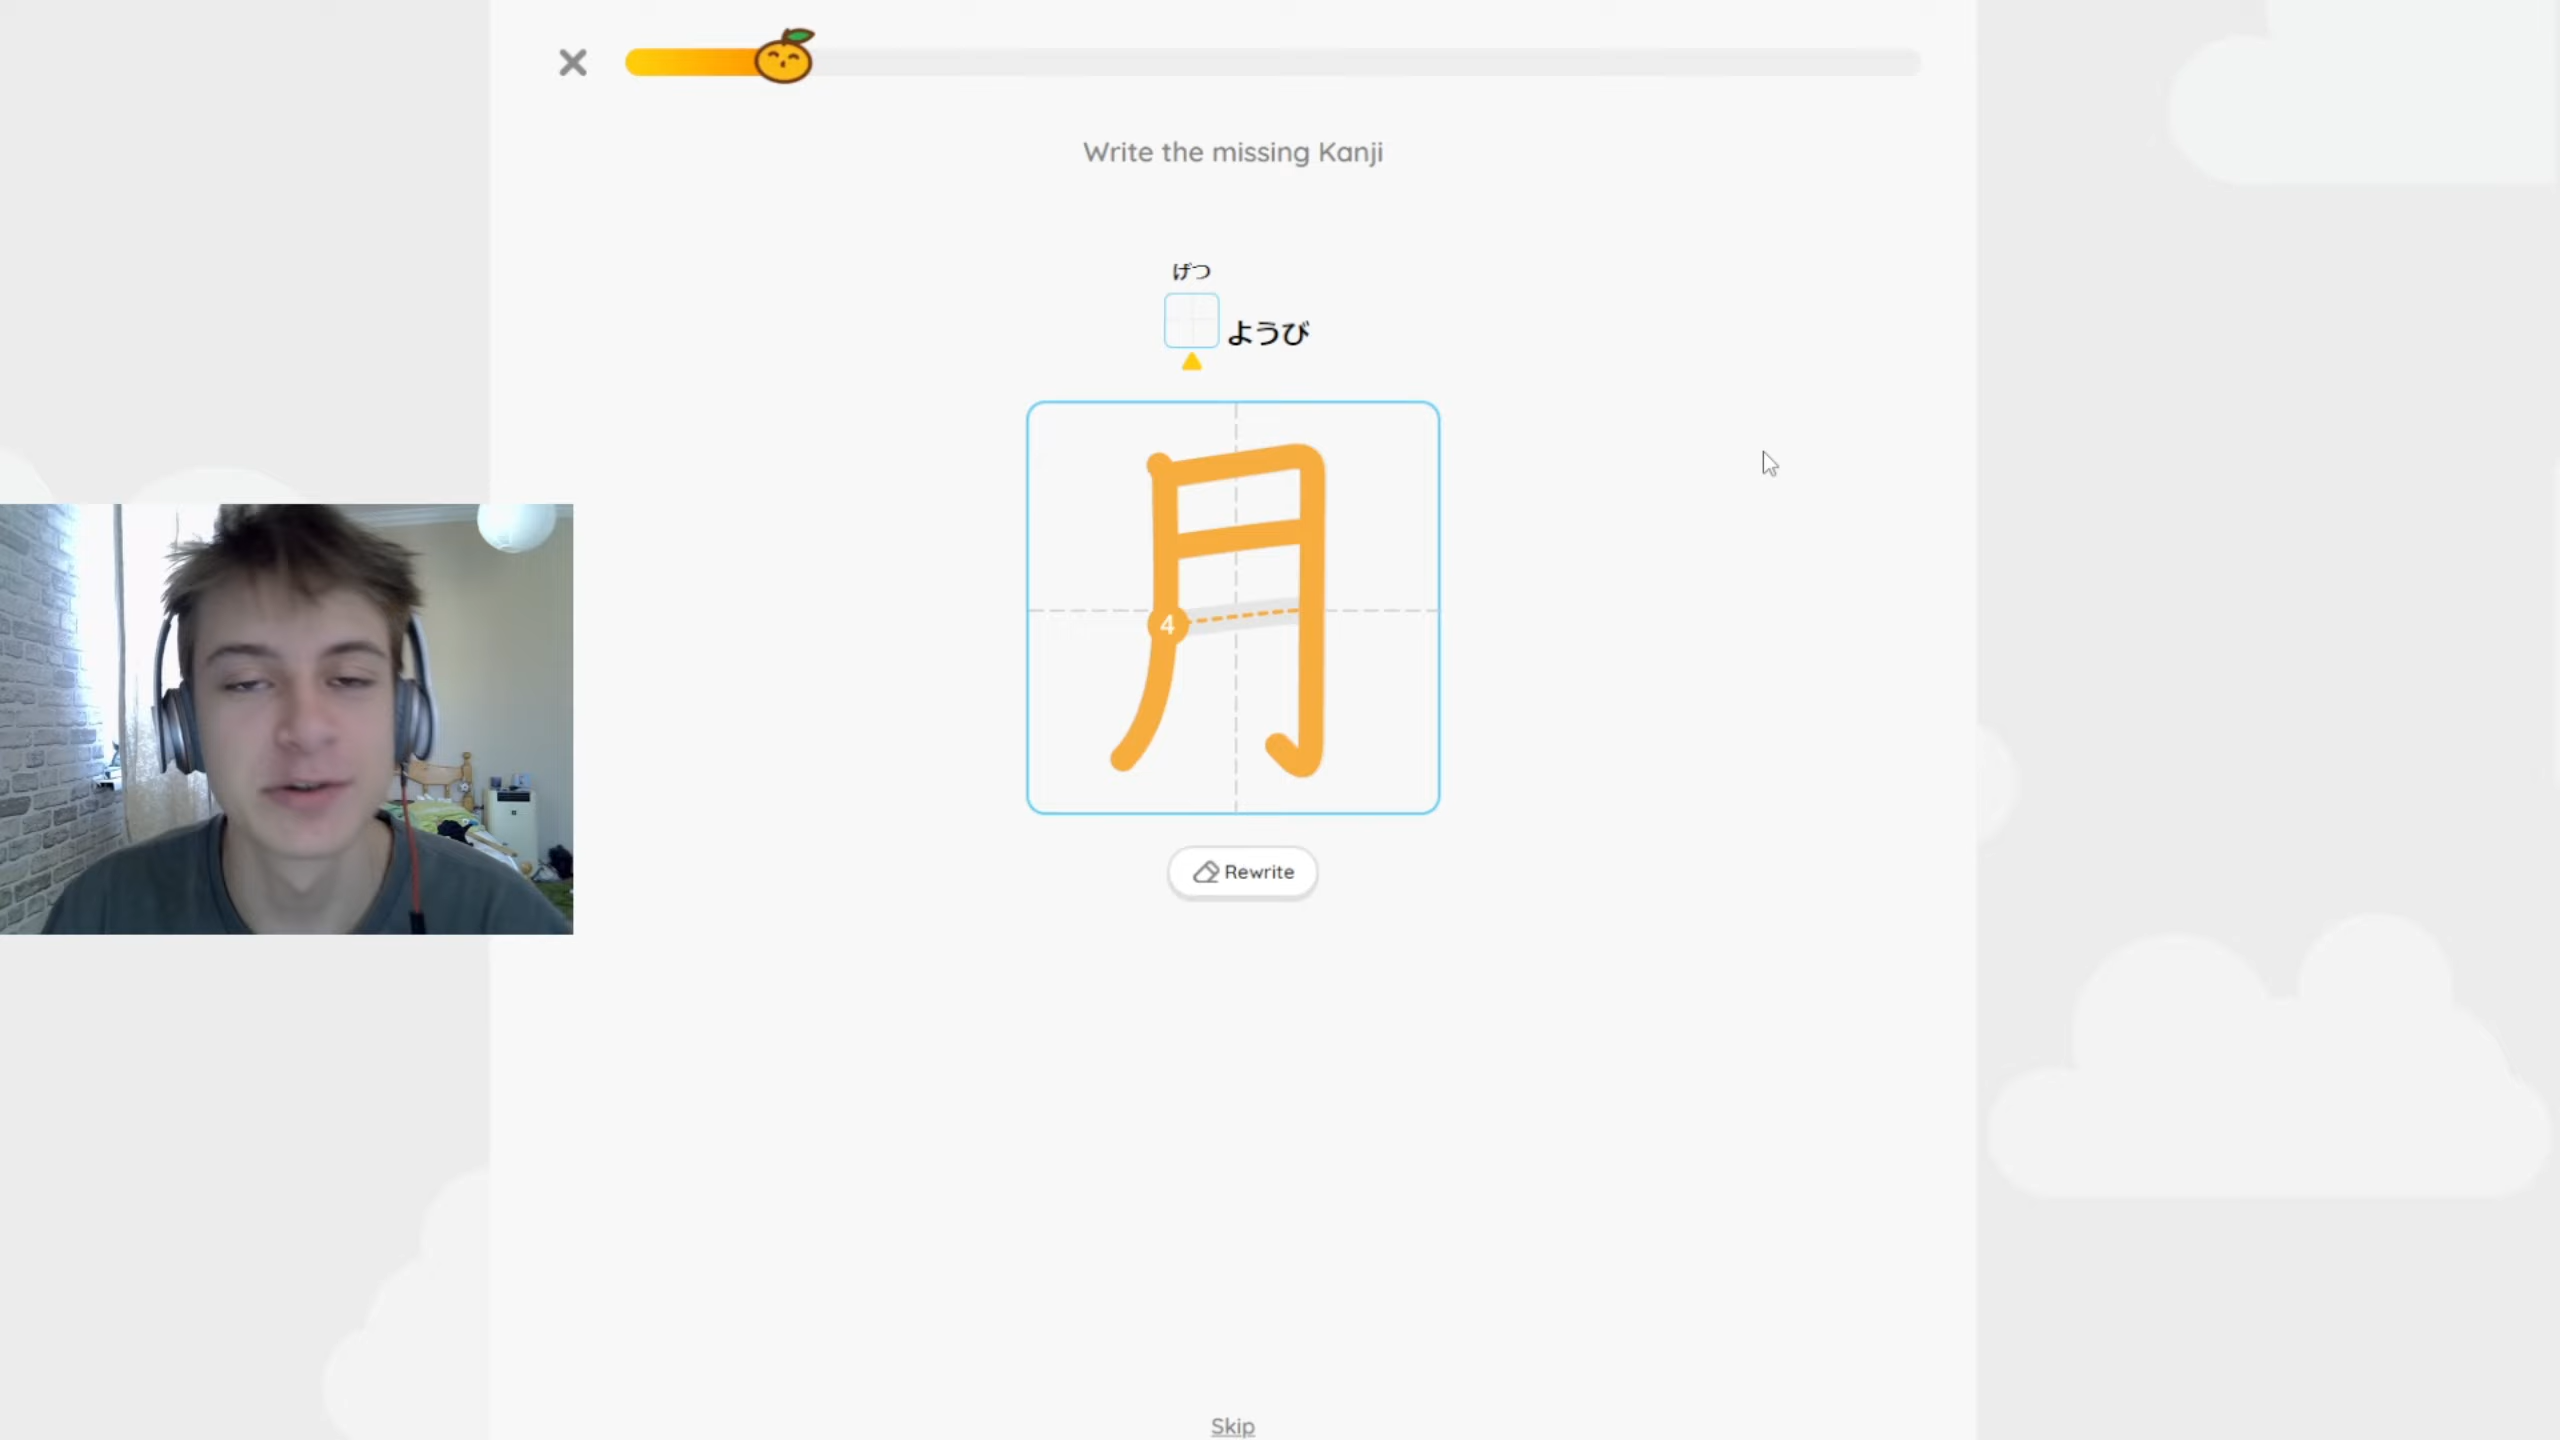 Write the missing Kanji
げつ
ようび
月
4
Rewrite
Skip